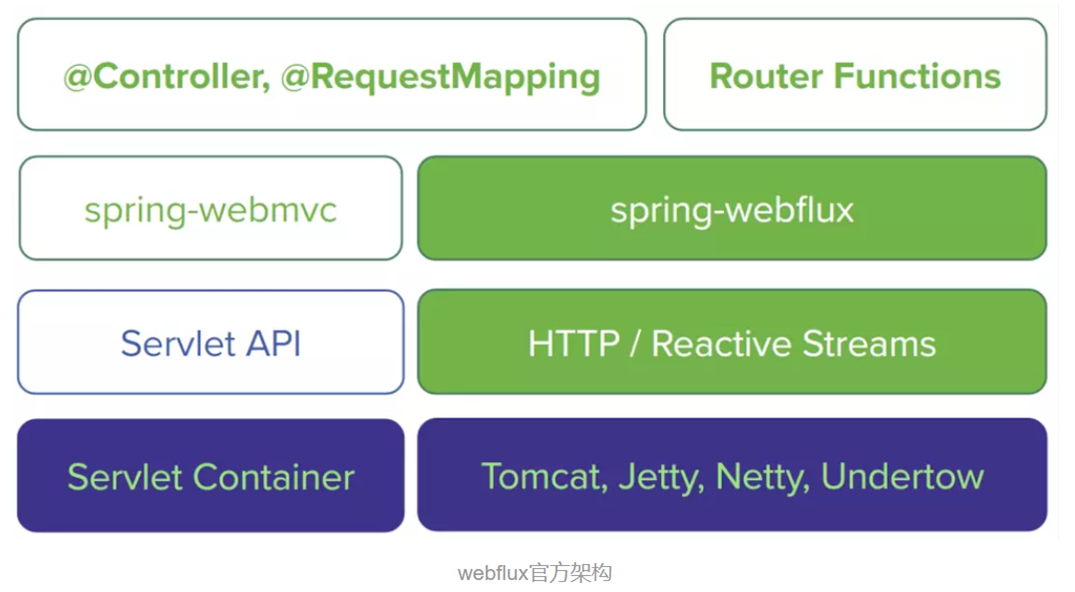 @Controller, @RequestMapping
Router Functions
spring-webmvc
spring-webflux
Servlet API
HTTP / Reactive Streams
Servlet Container
Tomcat, Jetty, Netty, Undertow
webflux官方架构